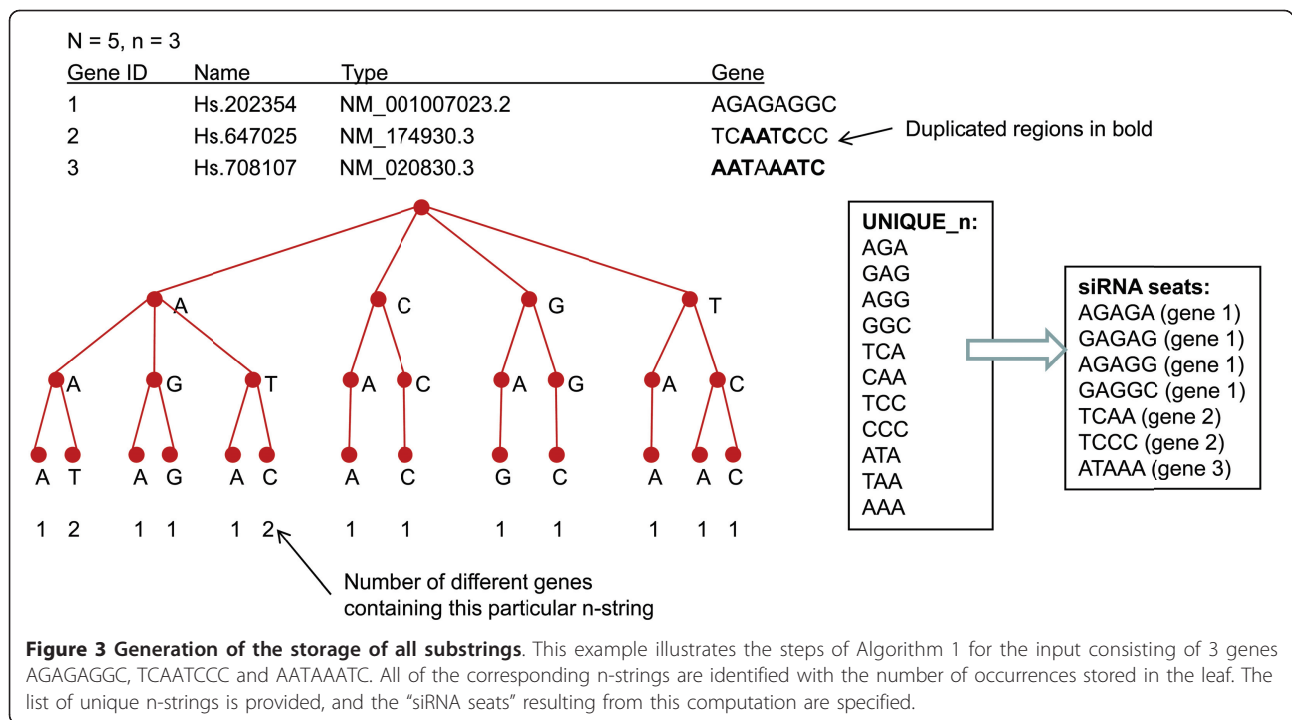 N = 5, n = 3
Gene ID Name Type Gene
1 Hs.202354 NM_001007023.2 AGAGAGGC
2 Hs.647025 NM_174930.3 TCAATCCC
Duplicated regions in bold
3 Hs.708107 NM_020830.3 AATAAATC
A C G T
A G T A C A G A C
A T A G A C A C G C A A C
1 2 1 1 1 2 1 1 1 1 1 1 1
Number of different genes
containing this particular n-string
UNIQUE_n:
AGA
GAG
AGG
GGC
TCA
CAA
TCC
CCC
ATA
TAA
AAA
siRNA seats:
AGAGA (gene 1)
GAGAG (gene 1)
AGAGG (gene 1)
GAGGC (gene 1)
TCAA (gene 2)
TCCC (gene 2)
ATAAA (gene 3)
Figure 3 Generation of the storage of all substrings. This example illustrates the steps of Algorithm 1 for the input consisting of 3 genes
AGAGAGGC, TCAATCCC and AATAAATC. All of the corresponding n-strings are identified with the number of occurrences stored in the leaf. The
list of unique n-strings is provided, and the “siRNA seats” resulting from this computation are specified.